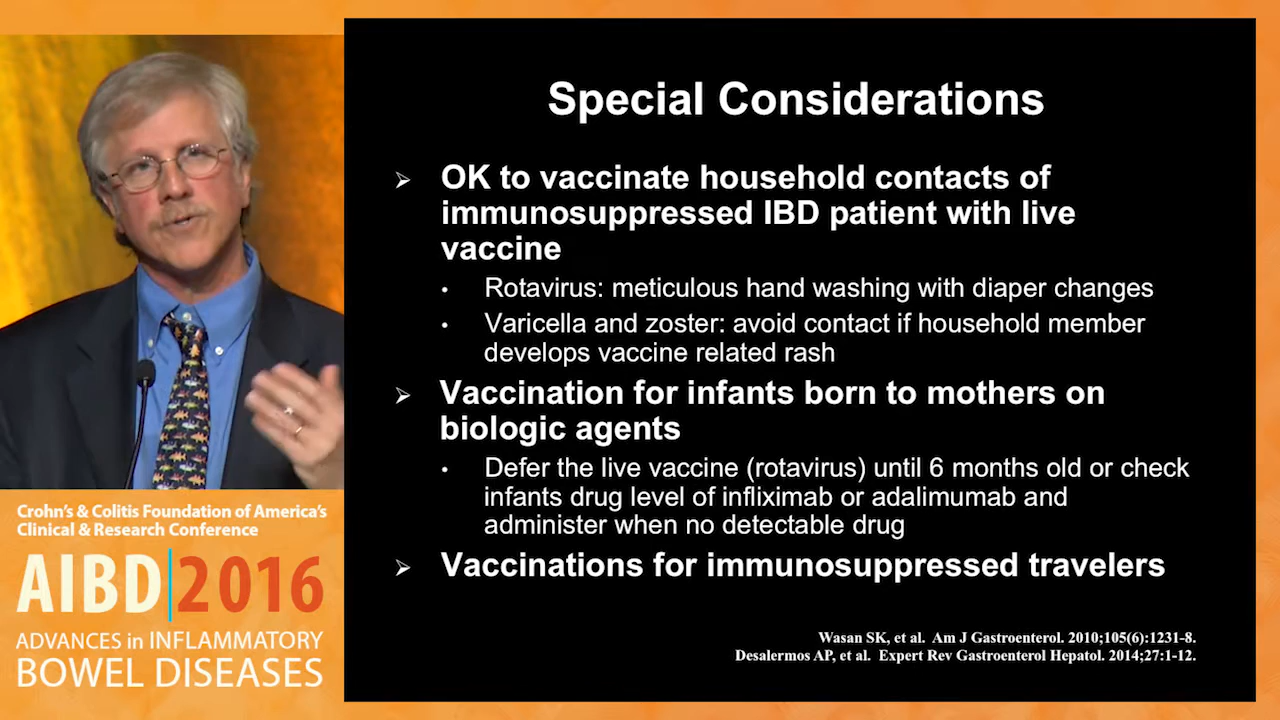 Special Considerations
➢ OK to vaccinate household contacts of
immunosuppressed IBD patient with live
vaccine
• Rotavirus: meticulous hand washing with diaper changes
• Varicella and zoster: avoid contact if household member
develops vaccine related rash
➢ Vaccination for infants born to mothers on
biologic agents
• Defer the live vaccine (rotavirus) until 6 months old or check
infants drug level of infliximab or adalimumab and
administer when no detectable drug
➢ Vaccinations for immunosuppressed travelers
Wasan SK, et al. Am J Gastroenterol. 2010;105(6):1231-8.
Desalermos AP, et al. Expert Rev Gastroenterol Hepatol. 2014;27:1-12.
Crohn's & Colitis Foundation of America's
Clinical & Research Conference
AIBD|2016
ADVANCES in INFLAMMATORY
BOWEL DISEASES